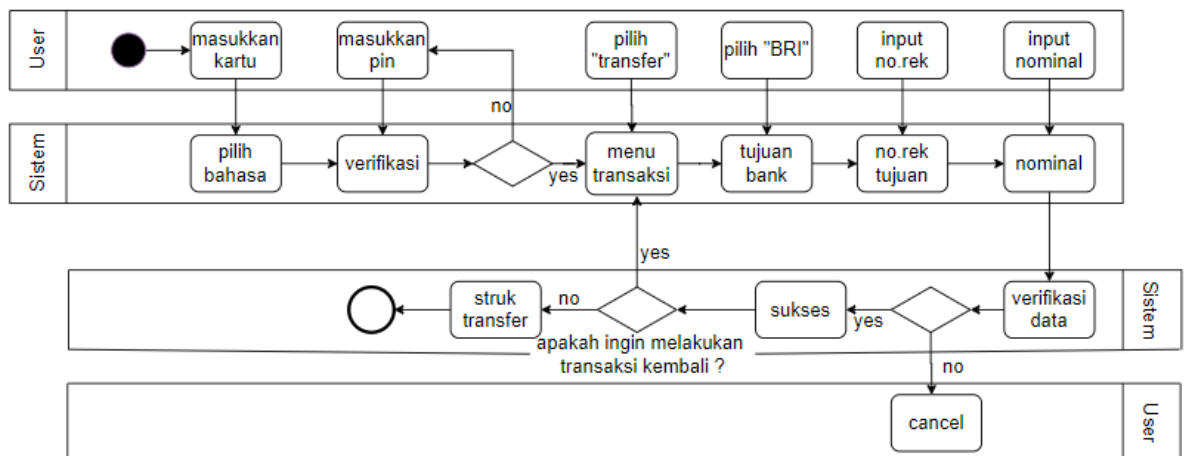 User
masukkan
kartu
masukkan
pin
pilih
"transfer"
pilih "BRI"
input
no.rek
input
nominal
no
Sistem
pilih
bahasa
verifikasi
yes
menu
transaksi
tujuan
bank
no.rek
tujuan
nominal
yes
Sistem
struk
transfer
no
sukses
yes
verifikasi
data
apakah ingin melakukan
transaksi kembali ?
no
User
cancel